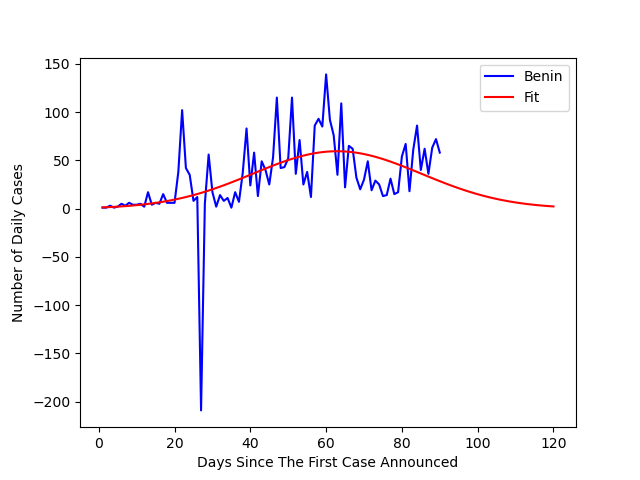 Benin
Fit
150
100
50
0
−50
−100
−150
−200
Number of Daily Cases
0 20 40 60 80 100 120
Days Since The First Case Announced